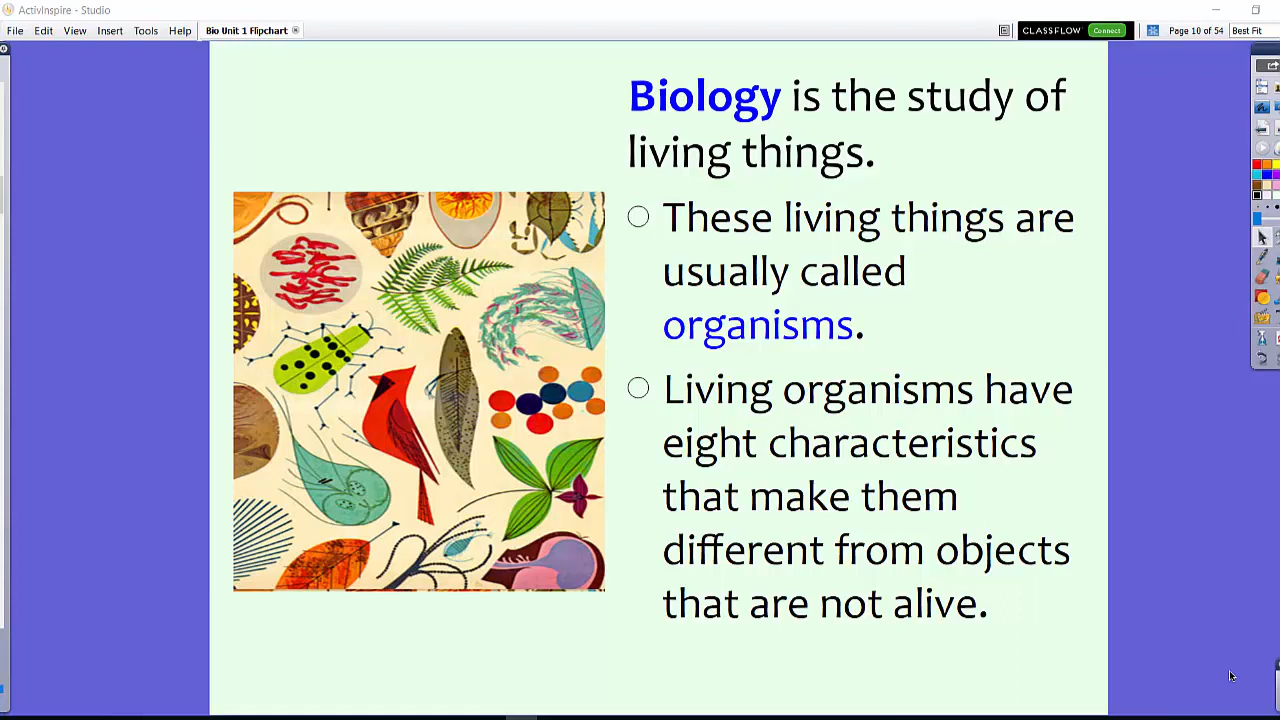 ActivInspire - Studio
File Edit View Insert Tools Help Bio Unit 1 Flipchart CLASSFLOW Connect Page 10 of 54 Best Fit
Biology is the study of
living things.
These living things are
usually called
organisms.
Living organisms have
eight characteristics
that make them
different from objects
that are not alive.